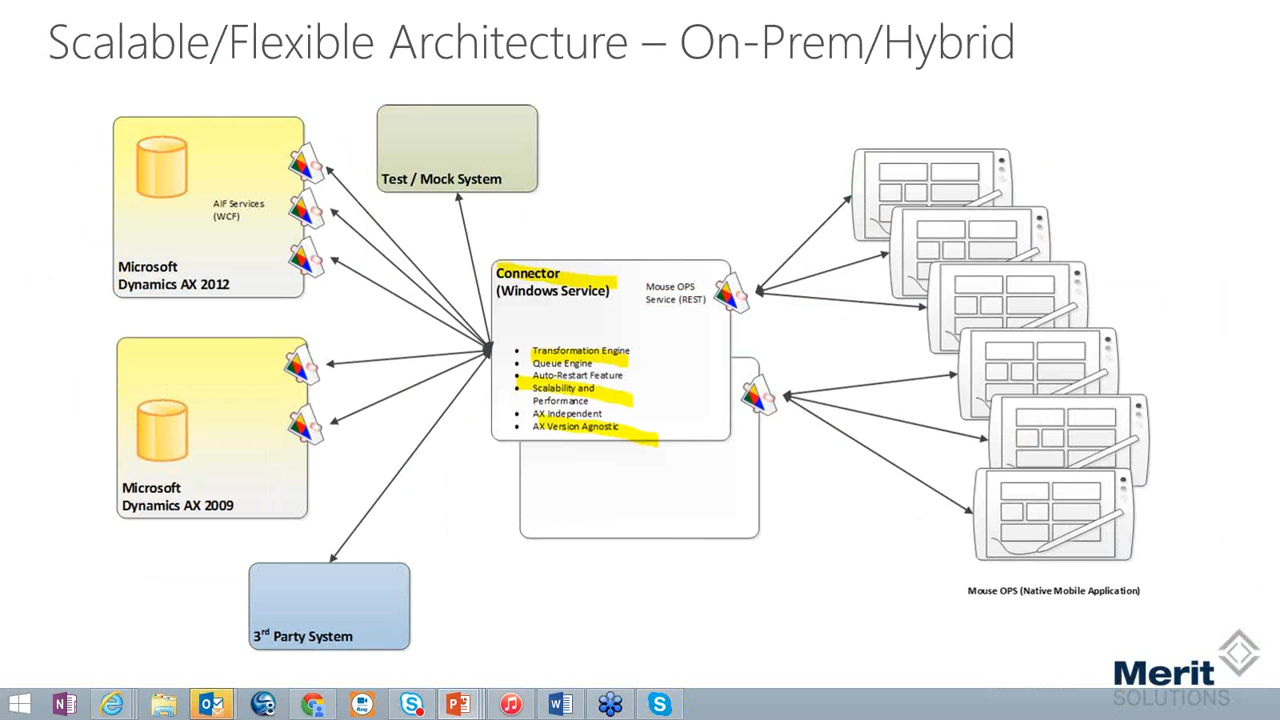 Scalable/Flexible Architecture – On-Prem/Hybrid
AIF Services
(WCF)
Microsoft
Dynamics AX 2012
Test / Mock System
Connector
(Windows Service)
Mouse OPS
Service (REST)
• Transformation Engine
• Queue Engine
• Auto-Restart Feature
• Scalability and
Performance
• AX Independent
• AX Version Agnostic
Microsoft
Dynamics AX 2009
3rd Party System
Mouse OPS (Native Mobile Application)
Merit
SOLUTIONS